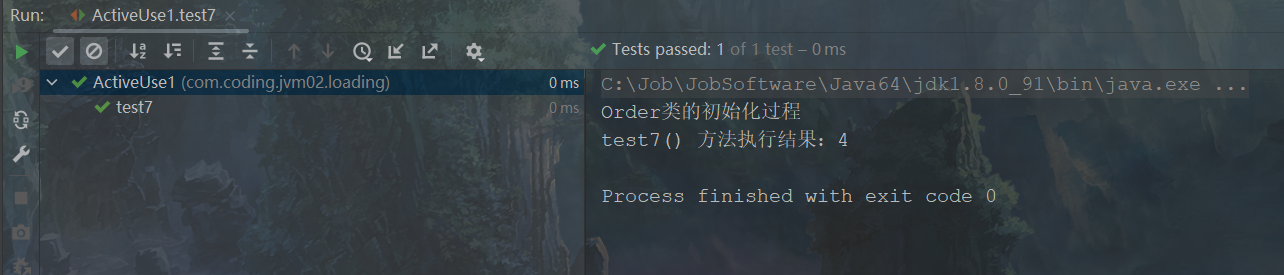 Run: ActiveUse1.test7 ×
Tests passed: 1 of 1 test – 0 ms
ActiveUse1 (com.coding.jvm02.loading) 0 ms
test7 0 ms
C:\Job\JobSoftware\Java64\jdk1.8.0_91\bin\java.exe ...
Order类的初始化过程
test7() 方法执行结果：4
Process finished with exit code 0